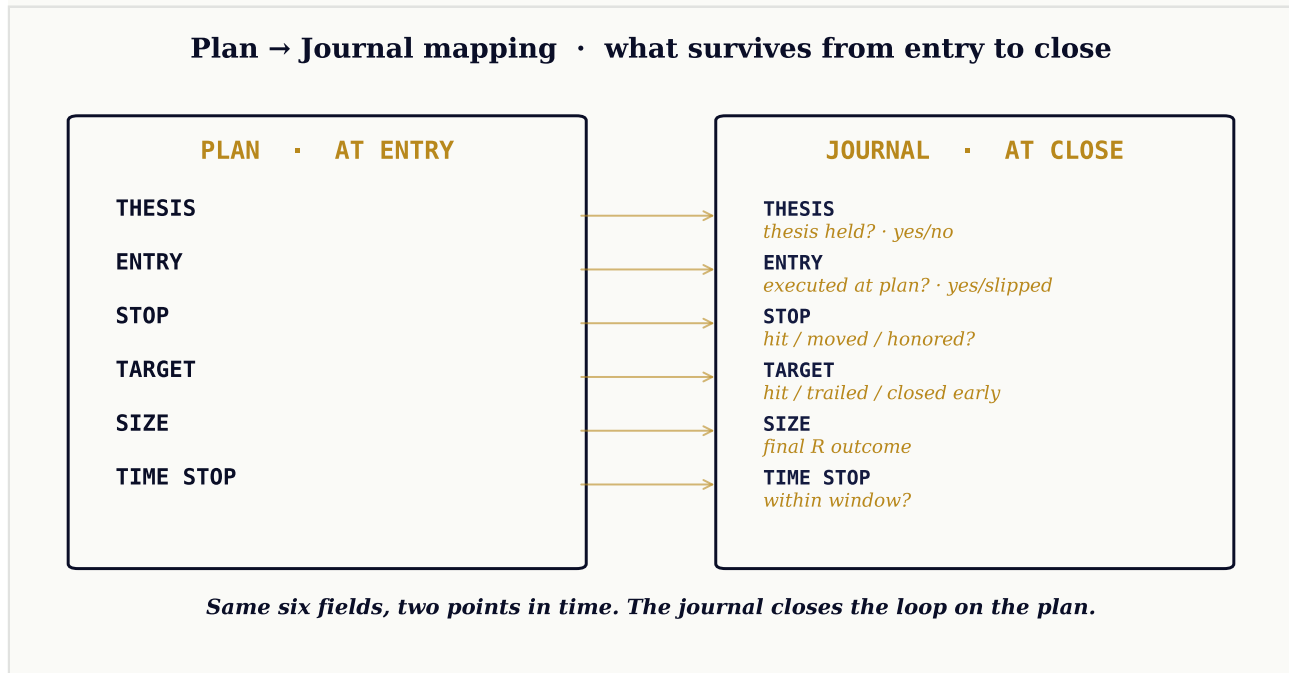 Plan → Journal mapping · what survives from entry to close
PLAN · AT ENTRY
THESIS
ENTRY
STOP
TARGET
SIZE
TIME STOP
JOURNAL · AT CLOSE
THESIS
thesis held? · yes/no
ENTRY
executed at plan? · yes/slipped
STOP
hit / moved / honored?
TARGET
hit / trailed / closed early
SIZE
final R outcome
TIME STOP
within window?
Same six fields, two points in time. The journal closes the loop on the plan.